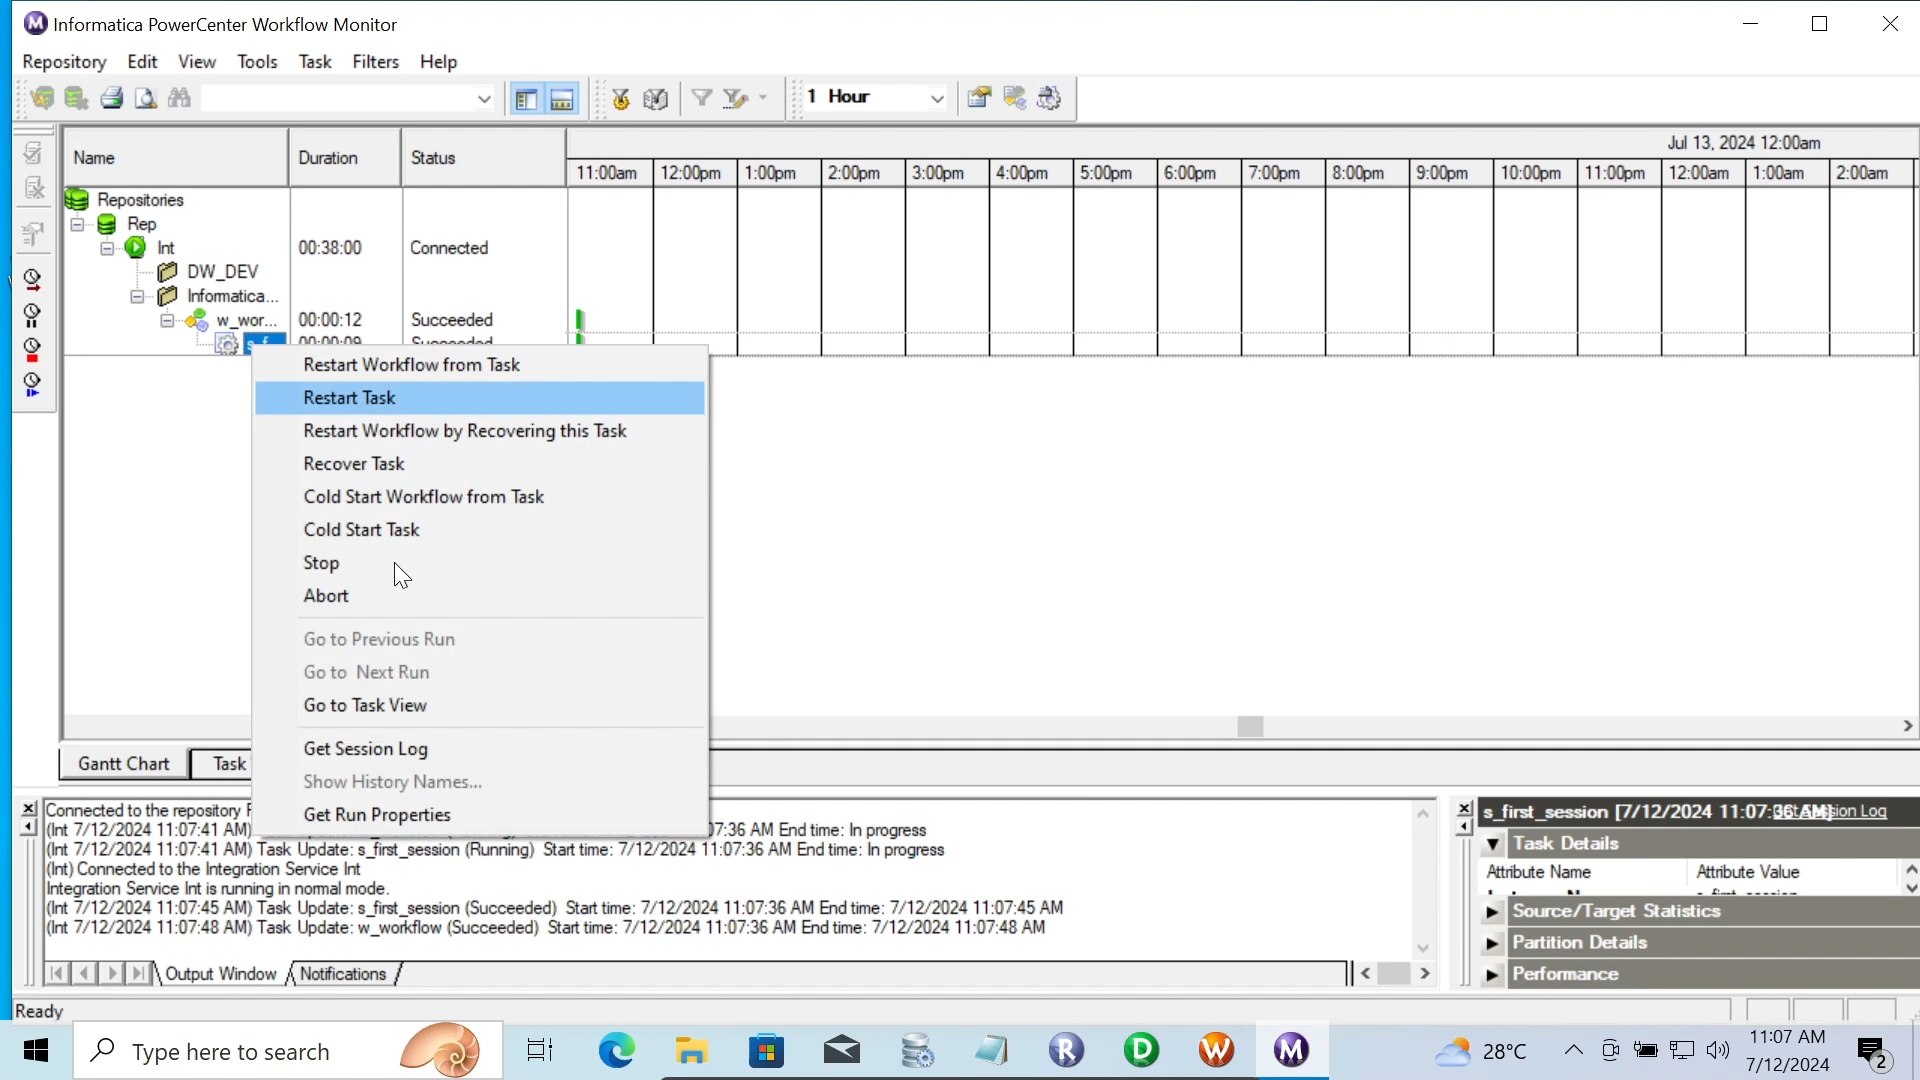 Informatica PowerCenter Workflow Monitor
Repository Edit View Tools Task Filters Help
1 Hour
Name Duration Status
Jul 13, 2024 12:00am
11:00am 12:00pm 1:00pm 2:00pm 3:00pm 4:00pm 5:00pm 6:00pm 7:00pm 8:00pm 9:00pm 10:00pm 11:00pm 12:00am 1:00am 2:00am
Repositories
Rep
Int 00:38:00 Connected
DW_DEV
Informatica...
w_wor... 00:00:12 Succeeded
s_f... 00:00:09 Succeeded
Restart Workflow from Task
Restart Task
Restart Workflow by Recovering this Task
Recover Task
Cold Start Workflow from Task
Cold Start Task
Stop
Abort
Go to Previous Run
Go to Next Run
Go to Task View
Get Session Log
Show History Names...
Get Run Properties
Gantt Chart Task
Connected to the repository
(Int 7/12/2024 11:07:41 AM) 07:36 AM End time: In progress
(Int 7/12/2024 11:07:41 AM) Task Update: s_first_session (Running) Start time: 7/12/2024 11:07:36 AM End time: In progress
(Int) Connected to the Integration Service Int
Integration Service Int is running in normal mode.
(Int 7/12/2024 11:07:45 AM) Task Update: s_first_session (Succeeded) Start time: 7/12/2024 11:07:36 AM End time: 7/12/2024 11:07:45 AM
(Int 7/12/2024 11:07:48 AM) Task Update: w_workflow (Succeeded) Start time: 7/12/2024 11:07:36 AM End time: 7/12/2024 11:07:48 AM
Output Window Notifications
s_first_session [7/12/2024 11:07:36 AM] Get Session Log
Task Details
Attribute Name Attribute Value
Source/Target Statistics
Partition Details
Performance
Ready
Type here to search
R D W M
28°C
11:07 AM
7/12/2024
2